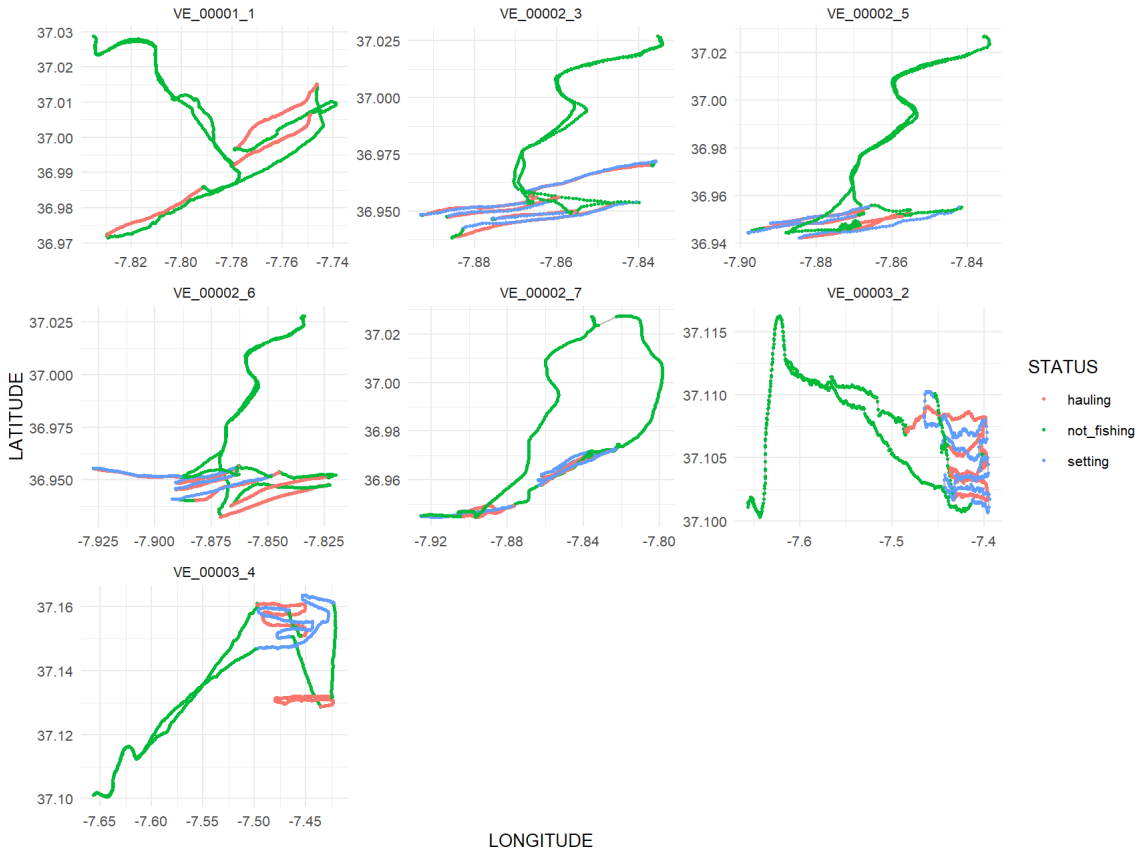 VE_00001_1 VE_00002_3 VE_00002_5
37.03 37.02 37.01 37.00 36.99 36.98 36.97
-7.82 -7.80 -7.78 -7.76 -7.74
37.025 37.000 36.975 36.950
-7.88 -7.86 -7.84
37.02 37.00 36.98 36.96 36.94
-7.90 -7.88 -7.86 -7.84
VE_00002_6 VE_00002_7 VE_00003_2
37.025 37.000 36.975 36.950
-7.925 -7.900 -7.875 -7.850 -7.825
37.02 37.00 36.98 36.96
-7.92 -7.88 -7.84 -7.80
37.115 37.110 37.105 37.100
-7.6 -7.5 -7.4
VE_00003_4
37.16 37.14 37.12 37.10
-7.65 -7.60 -7.55 -7.50 -7.45
LATITUDE
LONGITUDE
STATUS
hauling
not_fishing
setting